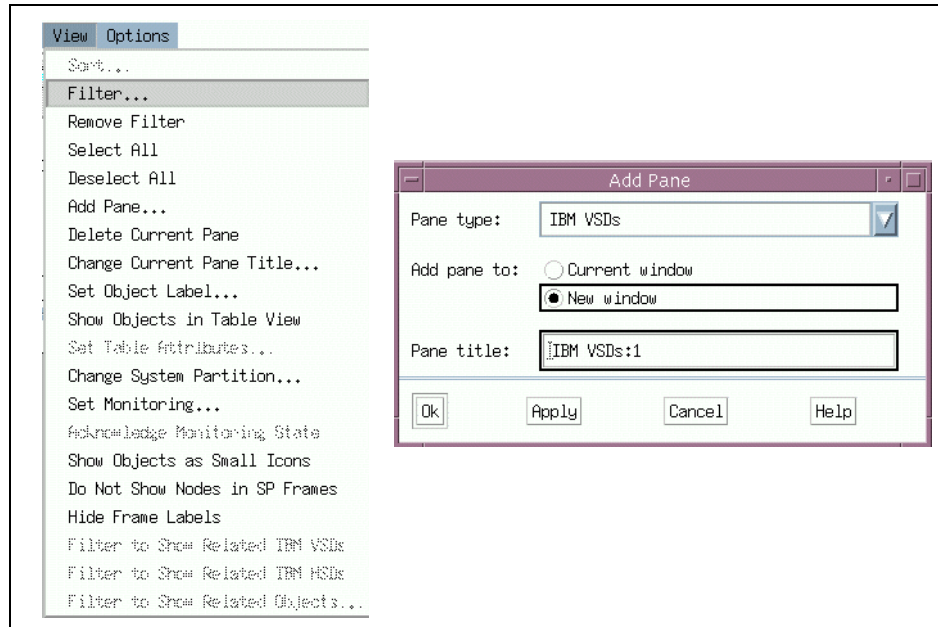 View Options
Sort...
Filter...
Remove Filter
Select All
Deselect All
Add Pane...
Delete Current Pane
Change Current Pane Title...
Set Object Label...
Show Objects in Table View
Set Table Attributes...
Change System Partition...
Set Monitoring...
Acknowledge Monitoring State
Show Objects as Small Icons
Do Not Show Nodes in SP Frames
Hide Frame Labels
Filter to Show Related IBM VSDs
Filter to Show Related IBM HSDs
Filter to Show Related Objects...
Add Pane
Pane type: IBM VSDs
Add pane to: Current window
New window
Pane title: IBM VSDs:1
Ok Apply Cancel Help